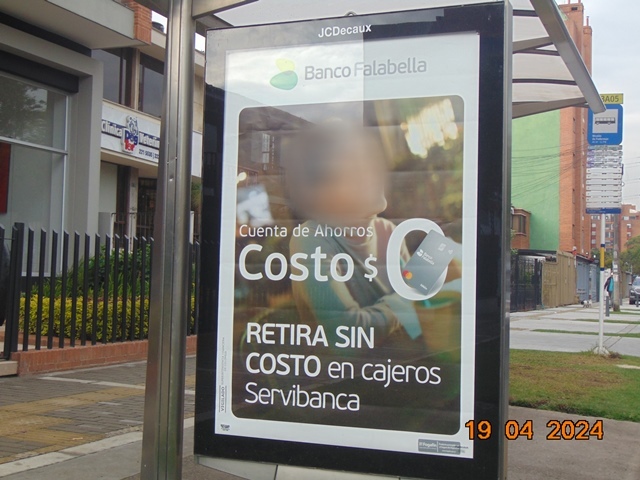 JCDecaux
Banco Falabella
Cuenta de Ahorros
Costo $ 0
RETIRA SIN
COSTO en cajeros
Servibanca
19 04 2024